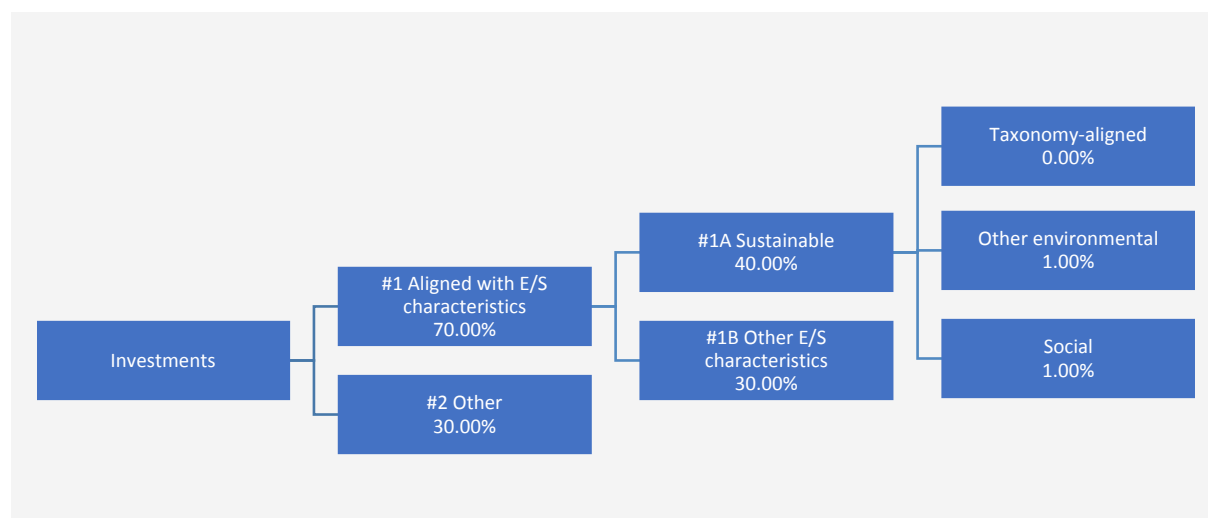 Investments
#1 Aligned with E/S
characteristics
70.00%
#2 Other
30.00%
#1A Sustainable
40.00%
#1B Other E/S
characteristics
30.00%
Taxonomy-aligned
0.00%
Other environmental
1.00%
Social
1.00%